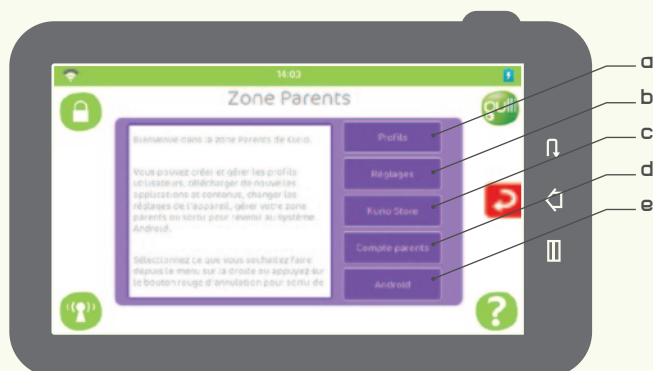 14:03
Zone Parents
gulli
Bienvenue dans la zone Parents de Kurio.
Vous pouvez créer et gérer les profils
utilisateurs, télécharger de nouvelles
applications et contenus, changer les
réglages de l'appareil, gérer votre zone
parents ou sortir pour revenir au système
Android.
Sélectionnez ce que vous souhaitez faire
depuis le menu sur la droite ou appuyez sur
le bouton rouge d'annulation pour sortir de
Profils
Réglages
Kurio Store
Compte parents
Android
?
a
b
c
d
e